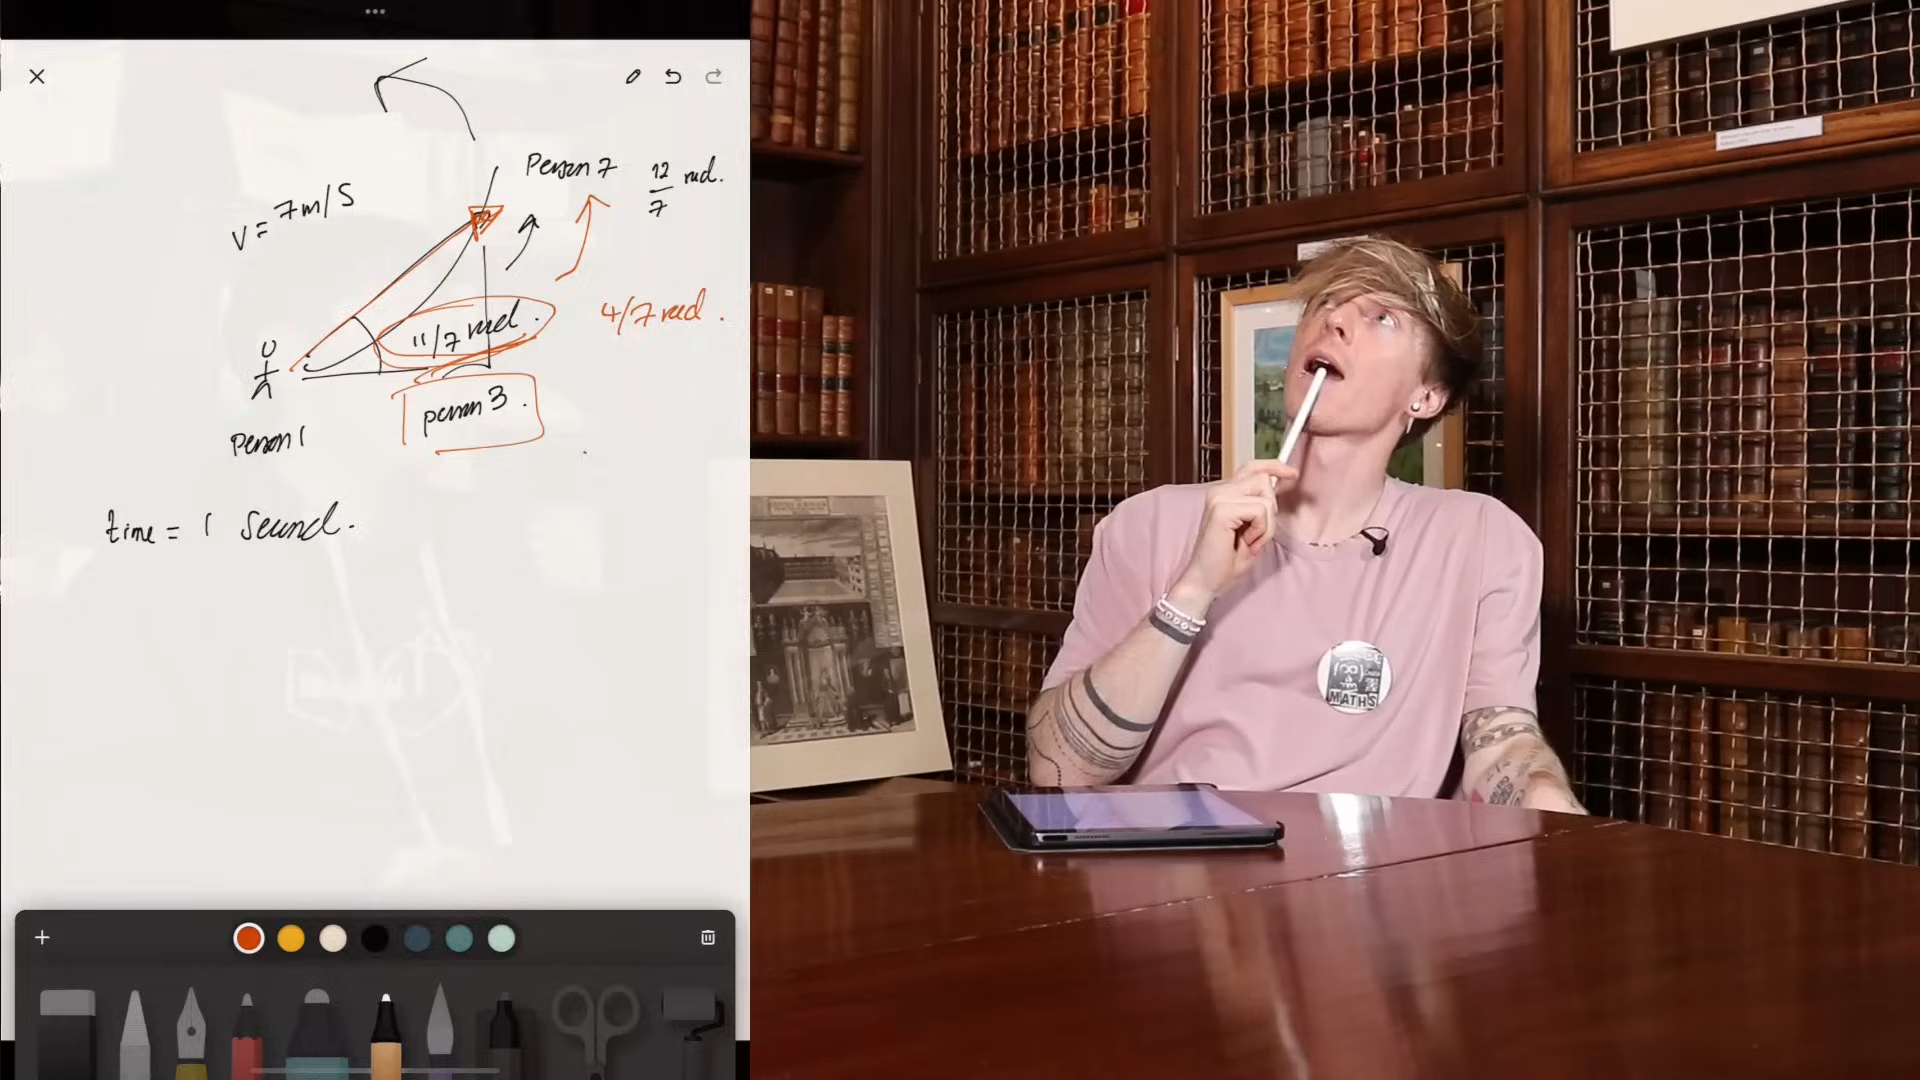 Person 7
12/7 rad.
v = 7m/s
11/7 rad.
4/7 rad.
person 3.
Person 1
time = 1 second.
MATHS